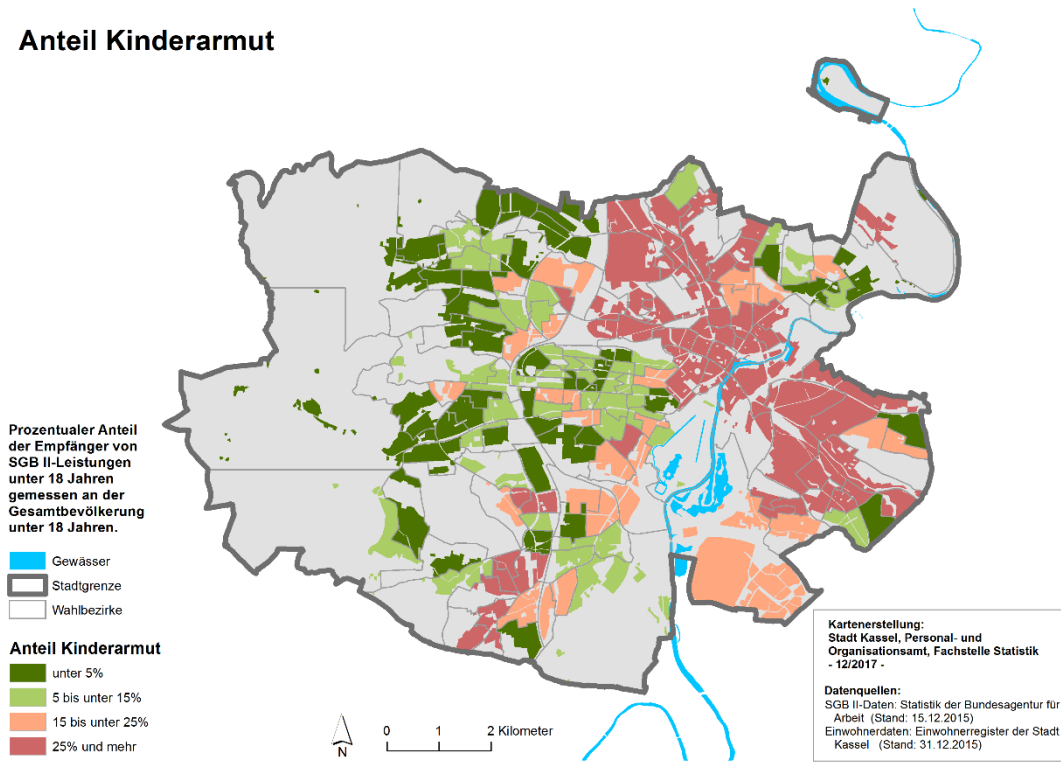 Anteil Kinderarmut
Prozentualer Anteil
der Empfänger von
SGB II-Leistungen
unter 18 Jahren
gemessen an der
Gesamtbevölkerung
unter 18 Jahren.
Gewässer
Stadtgrenze
Wahlbezirke
Anteil Kinderarmut
unter 5%
5 bis unter 15%
15 bis unter 25%
25% und mehr
N
0 1 2 Kilometer
Kartenerstellung:
Stadt Kassel, Personal- und
Organisationsamt, Fachstelle Statistik
- 12/2017 -
Datenquellen:
SGB II-Daten: Statistik der Bundesagentur für
Arbeit (Stand: 15.12.2015)
Einwohnerdaten: Einwohnerregister der Stadt
Kassel (Stand: 31.12.2015)